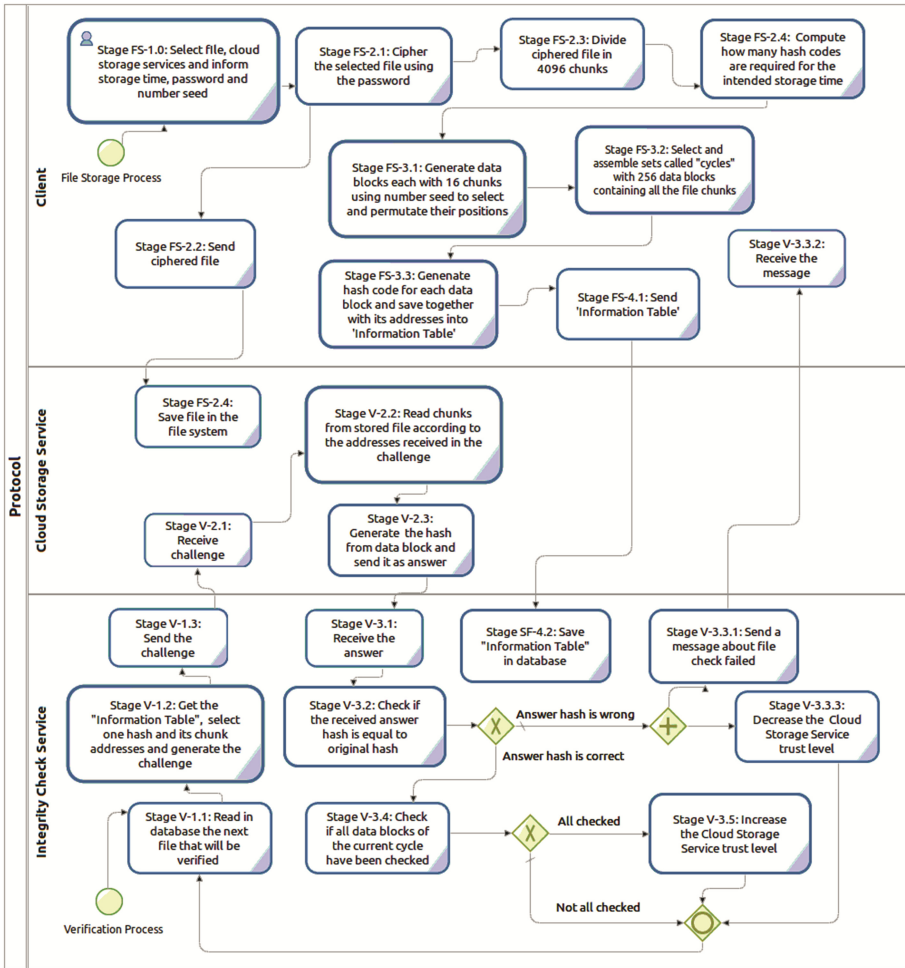 Protocol
Client
Stage FS-1.0: Select file, cloud
storage services and inform
storage time, password and
number seed
Stage FS-2.1: Cipher
the selected file using
the password
Stage FS-2.3: Divide
ciphered file in
4096 chunks
Stage FS-2.4: Compute
how many hash codes
are required for the
intended storage time
File Storage Process
Stage FS-3.1: Generate data
blocks each with 16 chunks
using number seed to select
and permutate their positions
Stage FS-3.2: Select and
assemble sets called "cycles"
with 256 data blocks
containing all the file chunks
Stage FS-2.2: Send
ciphered file
Stage V-3.3.2:
Receive the
message
Stage FS-3.3: Generate
hash code for each data
block and save together
with its addresses into
'Information Table'
Stage FS-4.1: Send
'Information Table'
Cloud Storage Service
Stage FS-2.4:
Save file in the
file system
Stage V-2.2: Read chunks
from stored file according to
the addresses received in the
challenge
Stage V-2.1:
Receive
challenge
Stage V-2.3:
Generate the hash
from data block and
send it as answer
Integrity Check Service
Stage V-1.3:
Send the
challenge
Stage V-3.1:
Receive the
answer
Stage SF-4.2: Save
"Information Table"
in database
Stage V-3.3.1: Send a
message about file
check failed
Stage V-1.2: Get the
"Information Table", select
one hash and its chunk
addresses and generate the
challenge
Stage V-3.2: Check if
the received answer
hash is equal to
original hash
X
Answer hash is wrong
Answer hash is correct
Stage V-3.3.3:
Decrease the Cloud
Storage Service
trust level
Stage V-1.1: Read in
database the next
file that will be
verified
Stage V-3.4: Check
if all data blocks of
the current cycle
have been checked
X
All checked
Not all checked
Stage V-3.5: Increase
the Cloud Storage
Service trust level
Verification Process